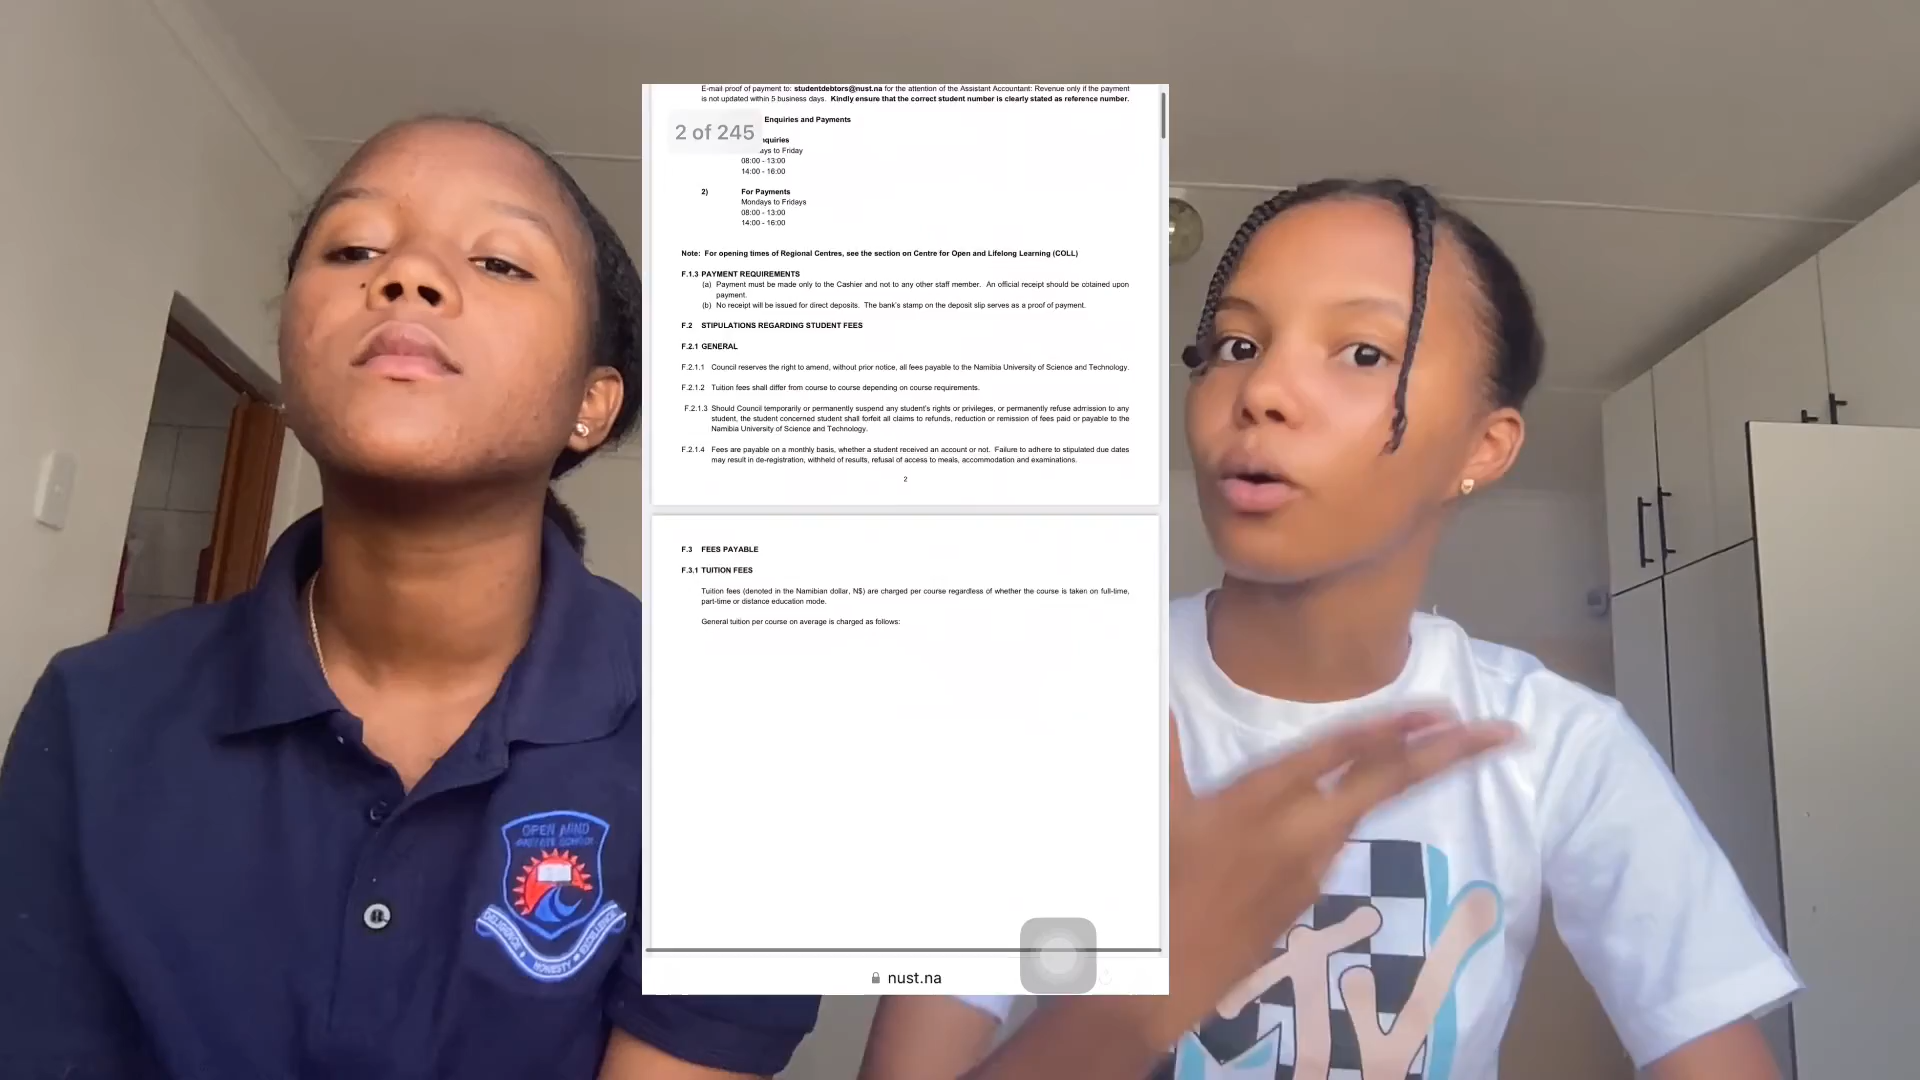 E-mail proof of payment to: studentdebtors@nust.na for the attention of the Assistant Accountant: Revenue only if the payment
is not updated within 5 business days. Kindly ensure that the correct student number is clearly stated as reference number.
Enquiries and Payments
2 of 245
nquiries
ays to Friday
08:00 - 13:00
14:00 - 16:00
2) For Payments
Mondays to Fridays
08:00 - 13:00
14:00 - 16:00
Note: For opening times of Regional Centres, see the section on Centre for Open and Lifelong Learning (COLL)
F.1.3 PAYMENT REQUIREMENTS
(a) Payment must be made only to the Cashier and not to any other staff member. An official receipt should be obtained upon
payment.
(b) No receipt will be issued for direct deposits. The bank's stamp on the deposit slip serves as a proof of payment.
F.2 STIPULATIONS REGARDING STUDENT FEES
F.2.1 GENERAL
F.2.1.1 Council reserves the right to amend, without prior notice, all fees payable to the Namibia University of Science and Technology.
F.2.1.2 Tuition fees shall differ from course to course depending on course requirements.
F.2.1.3 Should Council temporarily or permanently suspend any student's rights or privileges, or permanently refuse admission to any
student, the student concerned student shall forfeit all claims to refunds, reduction or remission of fees paid or payable to the
Namibia University of Science and Technology.
F.2.1.4 Fees are payable on a monthly basis, whether a student received an account or not. Failure to adhere to stipulated due dates
may result in de-registration, withheld of results, refusal of access to meals, accommodation and examinations.
2
F.3 FEES PAYABLE
F.3.1 TUITION FEES
Tuition fees (denoted in the Namibian dollar, N$) are charged per course regardless of whether the course is taken on full-time,
part-time or distance education mode.
General tuition per course on average is charged as follows:
nust.na
OPEN MIND
PRIVATE SCHOOL
DILIGENCE HONESTY EXCELLENCE
TV